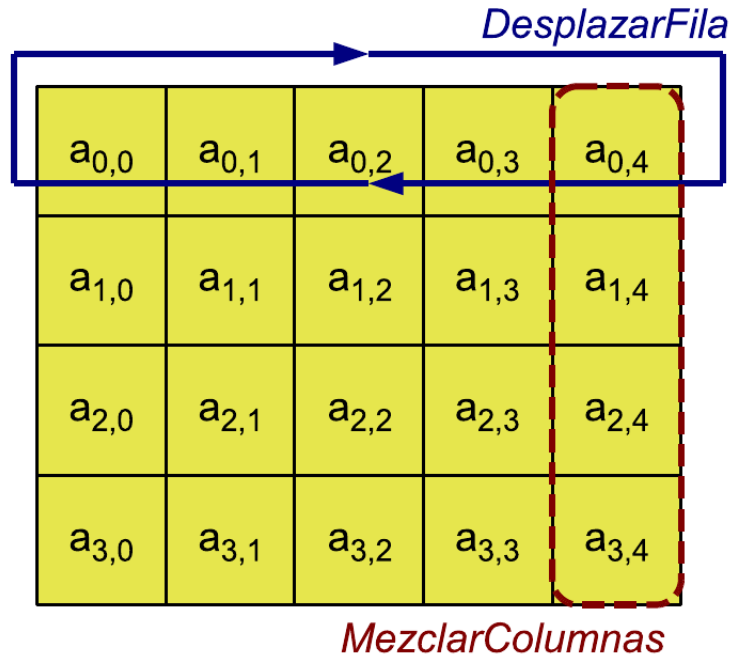 DesplazarFila
a0,0 a0,1 a0,2 a0,3 a0,4
a1,0 a1,1 a1,2 a1,3 a1,4
a2,0 a2,1 a2,2 a2,3 a2,4
a3,0 a3,1 a3,2 a3,3 a3,4
MezclarColumnas